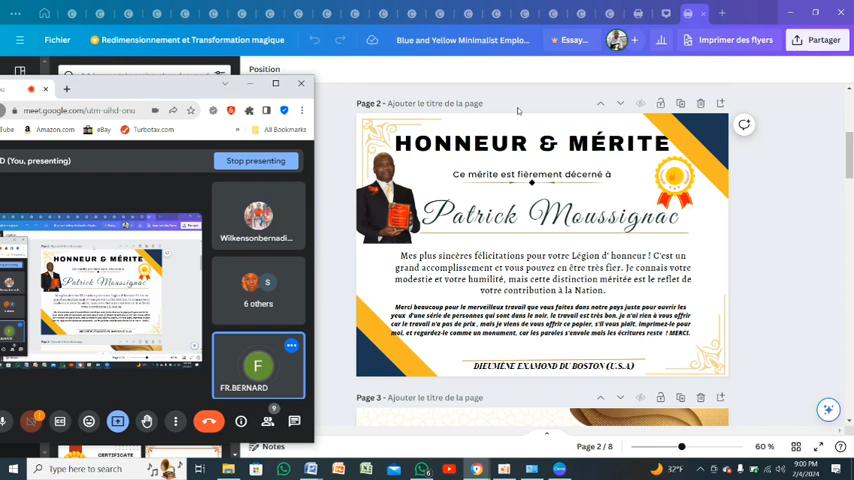 Fichier
Redimensionnement et Transformation magique
Blue and Yellow Minimalist Emplo...
Essay...
Imprimer des flyers
Partager
Position
meet.google.com/utm-uihd-onu
Tube
Amazon.com
eBay
Turbotax.com
»
All Bookmarks
D (You, presenting)
Stop presenting
Wilkensonbernadi...
S
6 others
F
FR.BERNARD
9
CERTIFICATE
Page 2 - Ajouter le titre de la page
HONNEUR & MÉRITE
Ce mérite est fièrement décerné à
Patrick Moussignac
Mes plus sincères félicitations pour votre Légion d' honneur ! C'est un
grand accomplissement et vous pouvez en être très fier. Je connais votre
modestie et votre humilité, mais cette distinction méritée est le reflet de
votre contribution à la Nation.
Merci beaucoup pour le merveilleux travail que vous faites dans notre pays juste pour ouvrir les
yeux d'une série de personnes qui sont dans le noir. le travail est très bon, je n'ai rien à vous offrir
car le travail n'a pas de prix , mais je viens de vous offrir ce papier, s'il vous plaît. Imprimez-le pour
moi, et regardez-le comme un monument, car les paroles s'envole mais les écritures reste ! MERCI.
DIEUMENE EXAMOND DU BOSTON (U.S.A)
Page 3 - Ajouter le titre de la page
Notes
Page 2 / 8
60 %
Type here to search
32°F
9:00 PM
2/4/2024